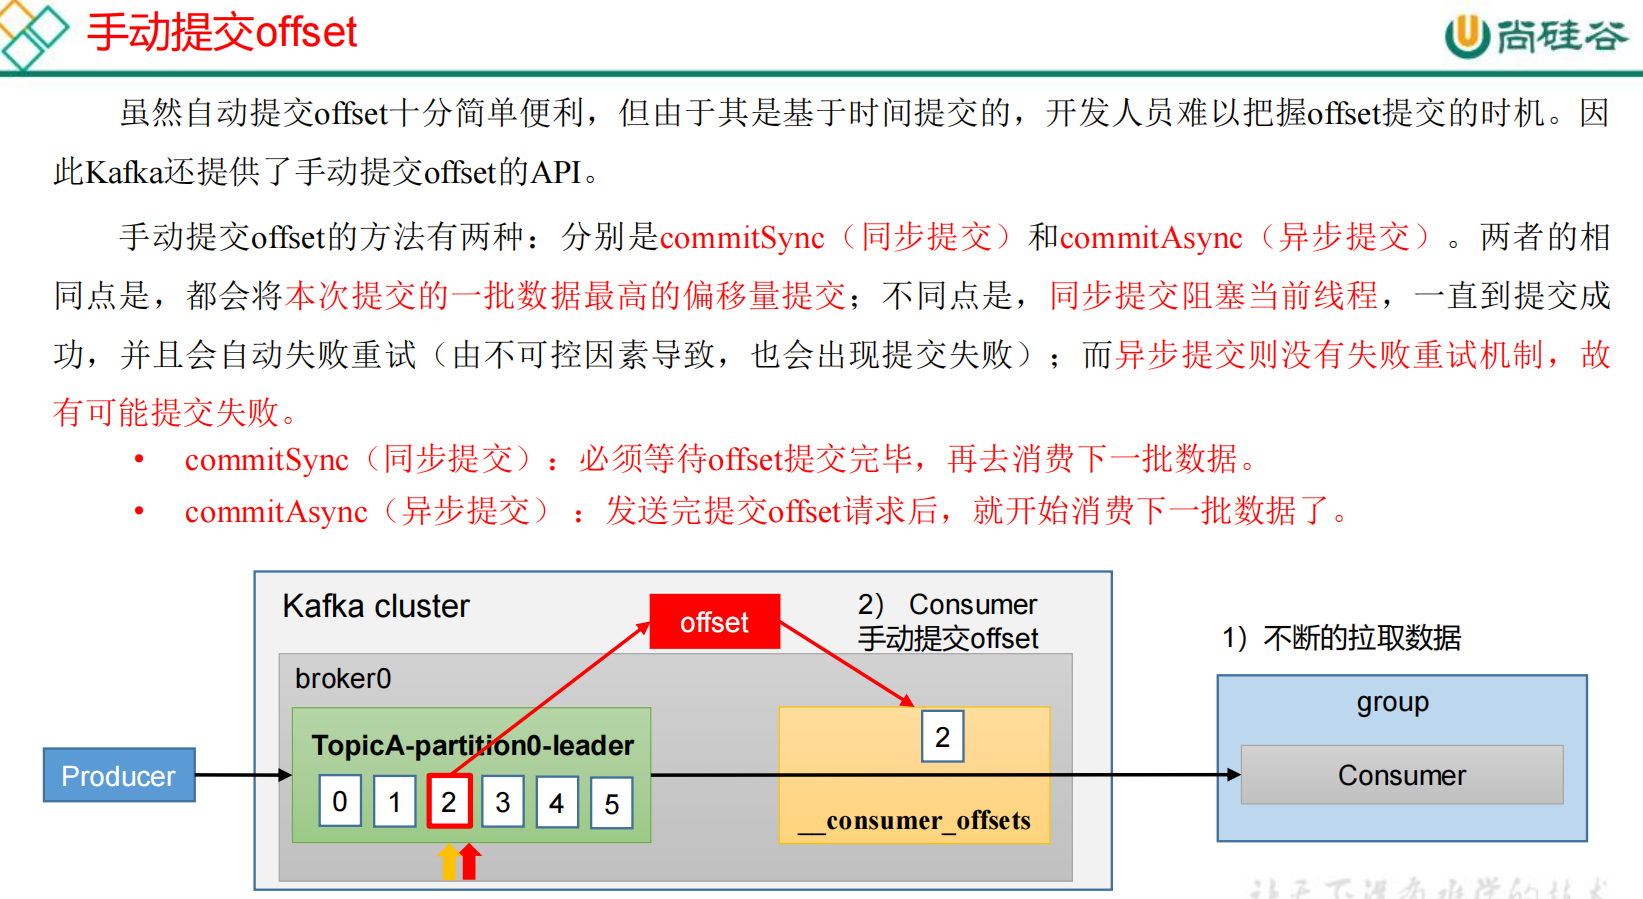 手动提交offset
尚硅谷
虽然自动提交offset十分简单便利，但由于其是基于时间提交的，开发人员难以把握offset提交的时机。因
此Kafka还提供了手动提交offset的API。
手动提交offset的方法有两种：分别是commitSync（同步提交）和commitAsync（异步提交）。两者的相
同点是，都会将本次提交的一批数据最高的偏移量提交；不同点是，同步提交阻塞当前线程，一直到提交成
功，并且会自动失败重试（由不可控因素导致，也会出现提交失败）；而异步提交则没有失败重试机制，故
有可能提交失败。
• commitSync（同步提交）：必须等待offset提交完毕，再去消费下一批数据。
• commitAsync（异步提交） ：发送完提交offset请求后，就开始消费下一批数据了。
Kafka cluster
offset
2） Consumer
手动提交offset
1）不断的拉取数据
broker0
group
TopicA-partition0-leader
2
Producer
Consumer
0 1 2 3 4 5
__consumer_offsets
让天下没有难学的技术